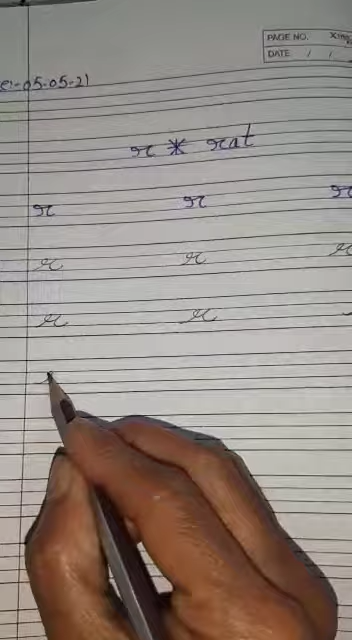 PAGE NO.
DATE / /
05-05-21
r * rat
r r r
r r r
r r